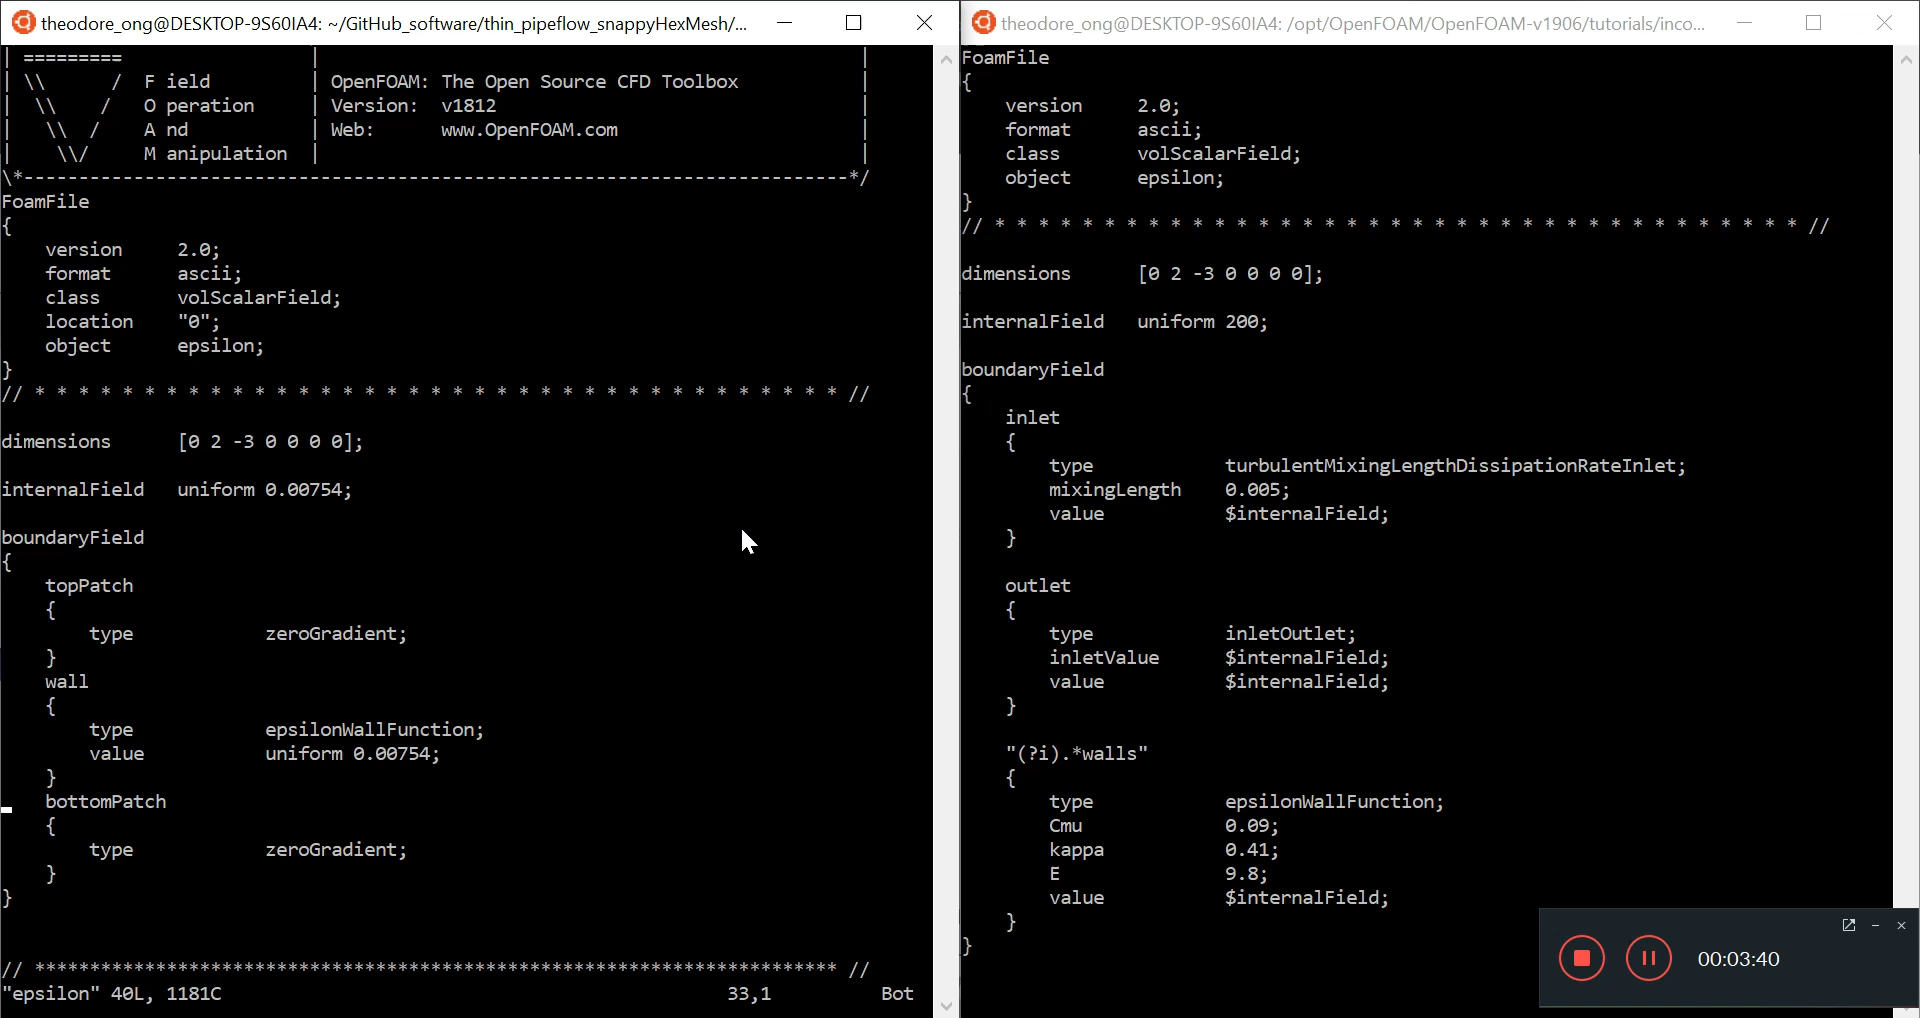 theodore_ong@DESKTOP-9S60IA4: ~/GitHub_software/thin_pipeflow_snappyHexMesh/...
| =========                 |                                                 |
| \\      /  F ield         | OpenFOAM: The Open Source CFD Toolbox           |
|  \\    /   O peration     | Version:  v1812                                 |
|   \\  /    A nd           | Web:      www.OpenFOAM.com                      |
|    \\/     M anipulation  |                                                 |
\*---------------------------------------------------------------------------*/
FoamFile
{
    version     2.0;
    format      ascii;
    class       volScalarField;
    location    "0";
    object      epsilon;
}
// * * * * * * * * * * * * * * * * * * * * * * * * * * * * * * * * * * * * * //
dimensions      [0 2 -3 0 0 0 0];
internalField   uniform 0.00754;
boundaryField
{
    topPatch
    {
        type            zeroGradient;
    }
    wall
    {
        type            epsilonWallFunction;
        value           uniform 0.00754;
    }
    bottomPatch
    {
        type            zeroGradient;
    }
}
// ************************************************************************* //
"epsilon" 40L, 1181C                                              33,1          Bot
theodore_ong@DESKTOP-9S60IA4: /opt/OpenFOAM/OpenFOAM-v1906/tutorials/inco...
FoamFile
{
    version     2.0;
    format      ascii;
    class       volScalarField;
    object      epsilon;
}
// * * * * * * * * * * * * * * * * * * * * * * * * * * * * * * * * * * * * * //
dimensions      [0 2 -3 0 0 0 0];
internalField   uniform 200;
boundaryField
{
    inlet
    {
        type            turbulentMixingLengthDissipationRateInlet;
        mixingLength    0.005;
        value           $internalField;
    }
    outlet
    {
        type            inletOutlet;
        inletValue      $internalField;
        value           $internalField;
    }
    "(?i).*walls"
    {
        type            epsilonWallFunction;
        Cmu             0.09;
        kappa           0.41;
        E               9.8;
        value           $internalField;
    }
}
00:03:40